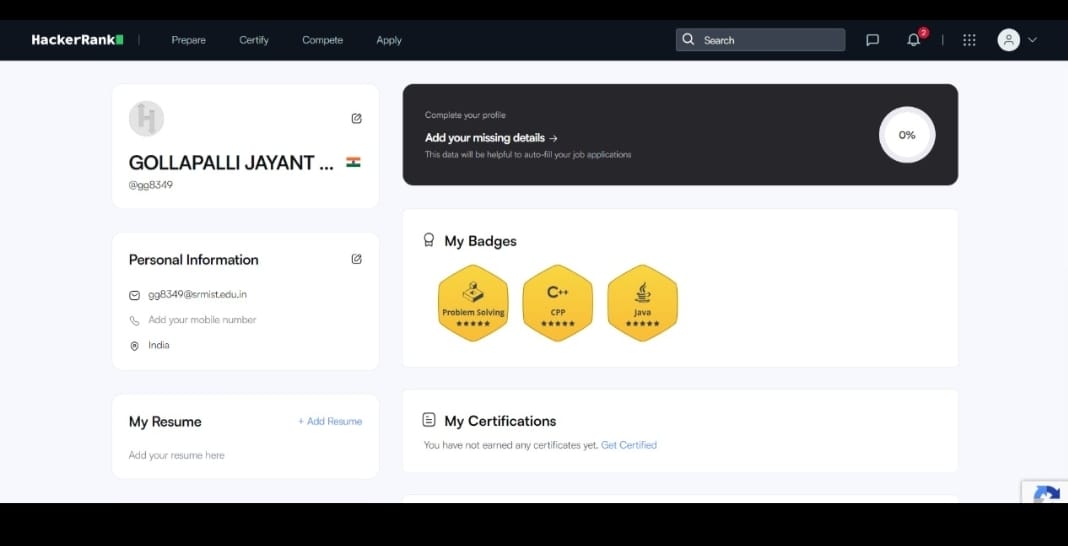 HackerRank
Prepare Certify Compete Apply
Search
2
GOLLAPALLI JAYANT ...
@gg8349
Personal Information
gg8349@srmist.edu.in
Add your mobile number
India
My Resume
+ Add Resume
Add your resume here
Complete your profile
Add your missing details →
This data will be helpful to auto-fill your job applications
0%
My Badges
Problem Solving
★★★★★
C++
CPP
★★★★★
Java
★★★★★
My Certifications
You have not earned any certificates yet. Get Certified